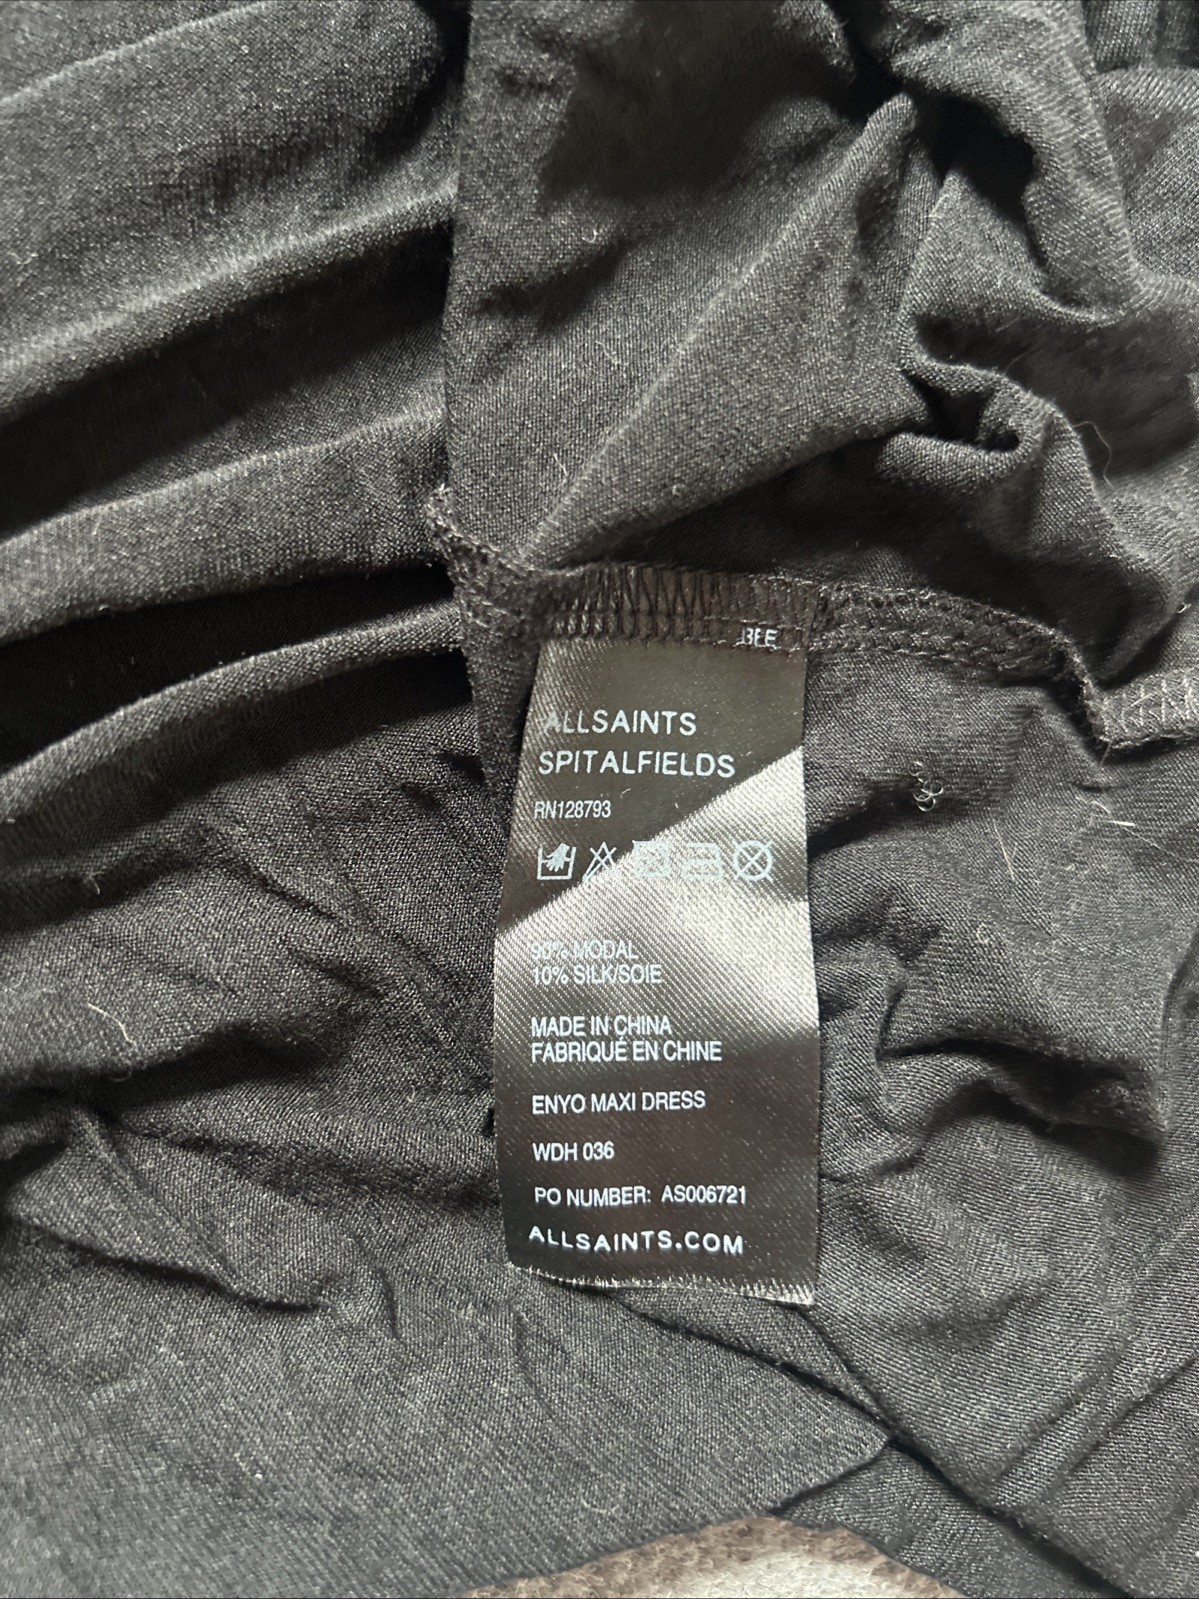 ALLSAINTS
SPITALFIELDS
RN128793
90% MODAL
10% SILK/SOIE
MADE IN CHINA
FABRIQUÉ EN CHINE
ENYO MAXI DRESS
WDH 036
PO NUMBER: AS006721
ALLSAINTS.COM